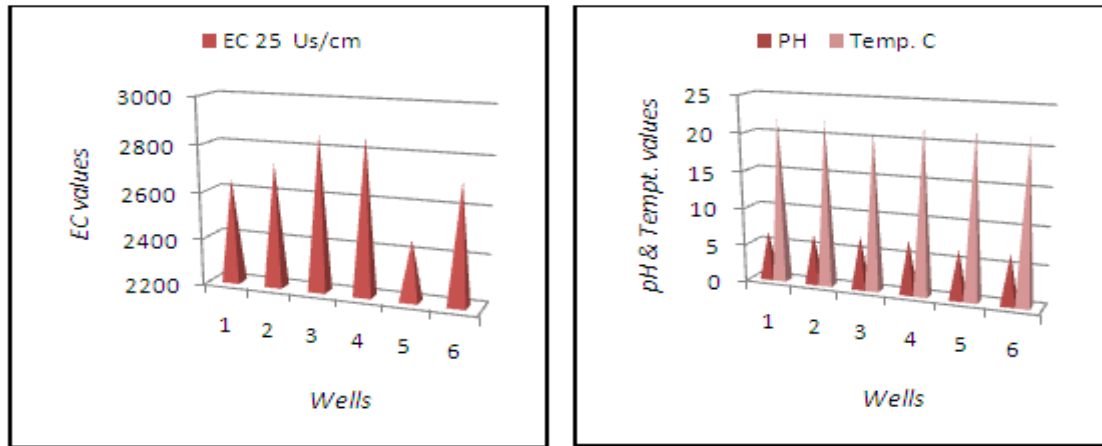 EC 25 Us/cm
EC values
3000
2800
2600
2400
2200
1 2 3 4 5 6
Wells
PH Temp. C
pH & Tempt. values
25
20
15
10
5
0
1 2 3 4 5 6
Wells